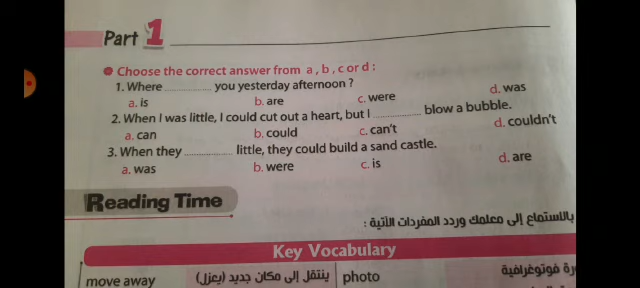 Part 1
Choose the correct answer from a, b, c or d :
1. Where .............. you yesterday afternoon ?
a. is b. are c. were d. was
2. When I was little, I could cut out a heart, but I .............. blow a bubble.
a. can b. could c. can't d. couldn't
3. When they .............. little, they could build a sand castle.
a. was b. were c. is d. are
Reading Time
بالاستماع إلى معلمك وردد المفردات الآتية :
Key Vocabulary
move away ينتقل إلى مكان جديد (يعزل) photo فوتوغرافية